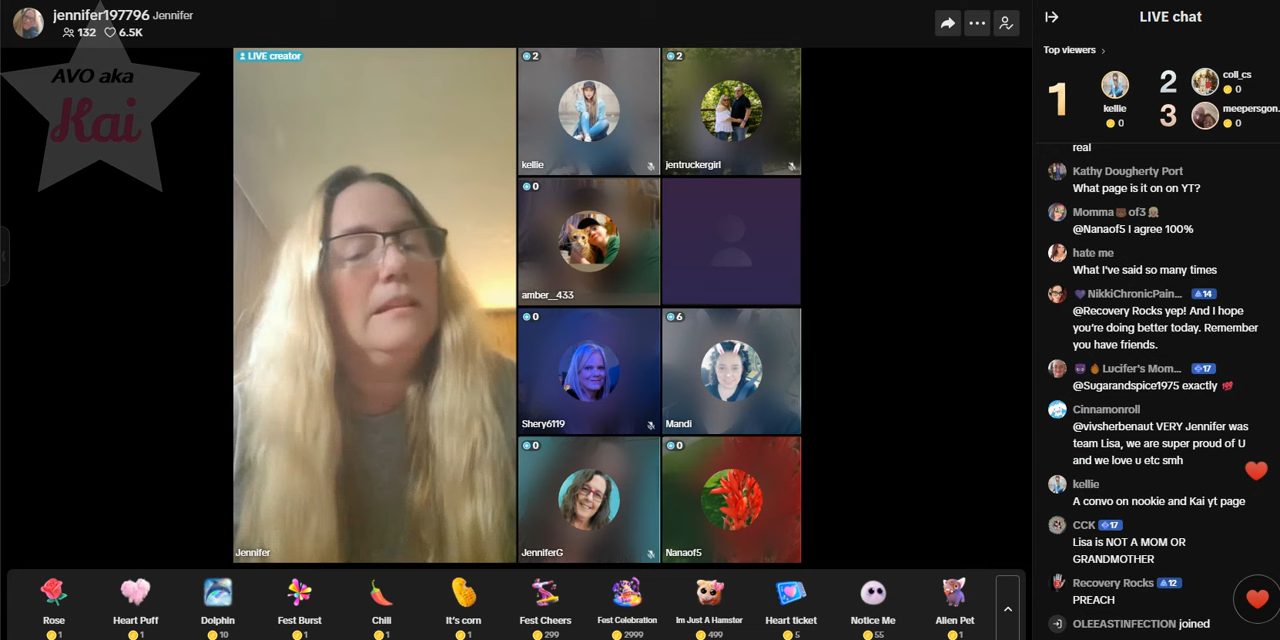 jennifer197796 Jennifer
132 6.5K
AVO aka
Kai
LIVE creator
2
kellie
2
jentruckergirl
0
amber__433
0
Shery6119
6
Mandi
0
JenniferG
0
Nanaof5
Jennifer
Rose
1
Heart Puff
1
Dolphin
10
Fest Burst
1
Chili
1
It's corn
1
Fest Cheers
299
Fest Celebration
2999
Im Just A Hamster
499
Heart ticket
5
Notice Me
55
Alien Pet
1
LIVE chat
Top viewers
1
kellie
0
2
coli_cs
0
3
meepersgon...
0
real
Kathy Dougherty Port
What page is it on on YT?
Momma🐻of3
@Nanaof5 I agree 100%
hate me
What I've said so many times
💜NikkiChronicPain... 14
@Recovery Rocks yep! And I hope
you're doing better today. Remember
you have friends.
😈🔥Lucifer's Mom... 17
@Sugarandspice1975 exactly 💯
Cinnamonroll
@vivsherbenaut VERY Jennifer was
team Lisa, we are super proud of U
and we love u etc smh
kellie
A convo on nookie and Kai yt page
CCK 17
Lisa is NOT A MOM OR
GRANDMOTHER
Recovery Rocks 12
PREACH
OLEEASTINFECTION joined